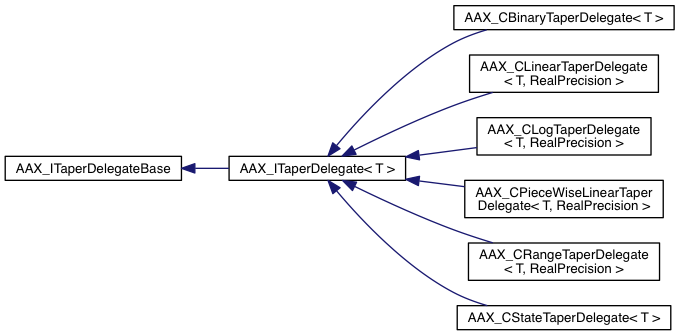 AAX_CBinaryTaperDelegate< T >
AAX_CLinearTaperDelegate
< T, RealPrecision >
AAX_CLogTaperDelegate
< T, RealPrecision >
AAX_ITaperDelegateBase
AAX_ITaperDelegate< T >
AAX_CPieceWiseLinearTaper
Delegate< T, RealPrecision >
AAX_CRangeTaperDelegate
< T, RealPrecision >
AAX_CStateTaperDelegate< T >